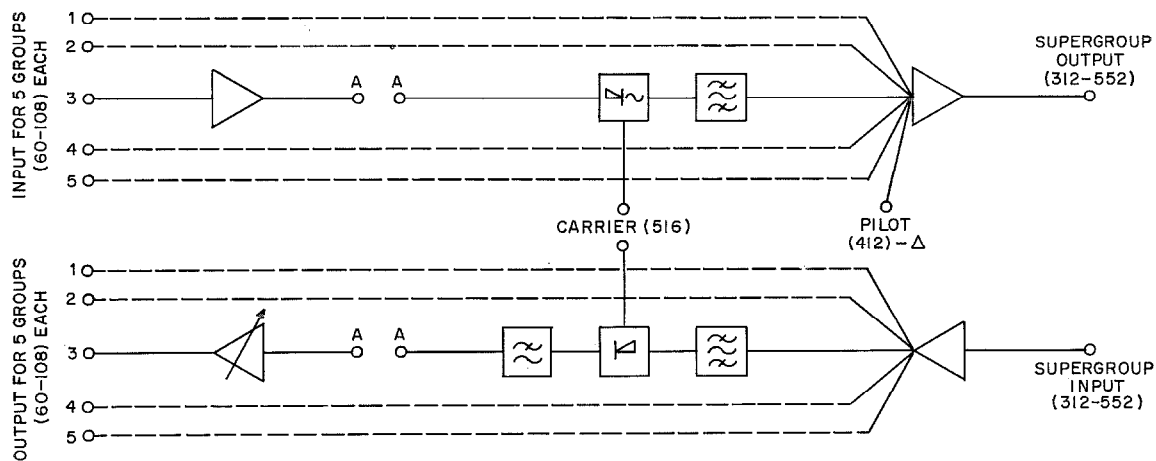 INPUT FOR 5 GROUPS
(60-108) EACH
1
2
3
4
5
A A
SUPERGROUP
OUTPUT
(312-552)
CARRIER (516)
PILOT
(412)-Δ
OUTPUT FOR 5 GROUPS
(60-108) EACH
1
2
3
4
5
A A
SUPERGROUP
INPUT
(312-552)